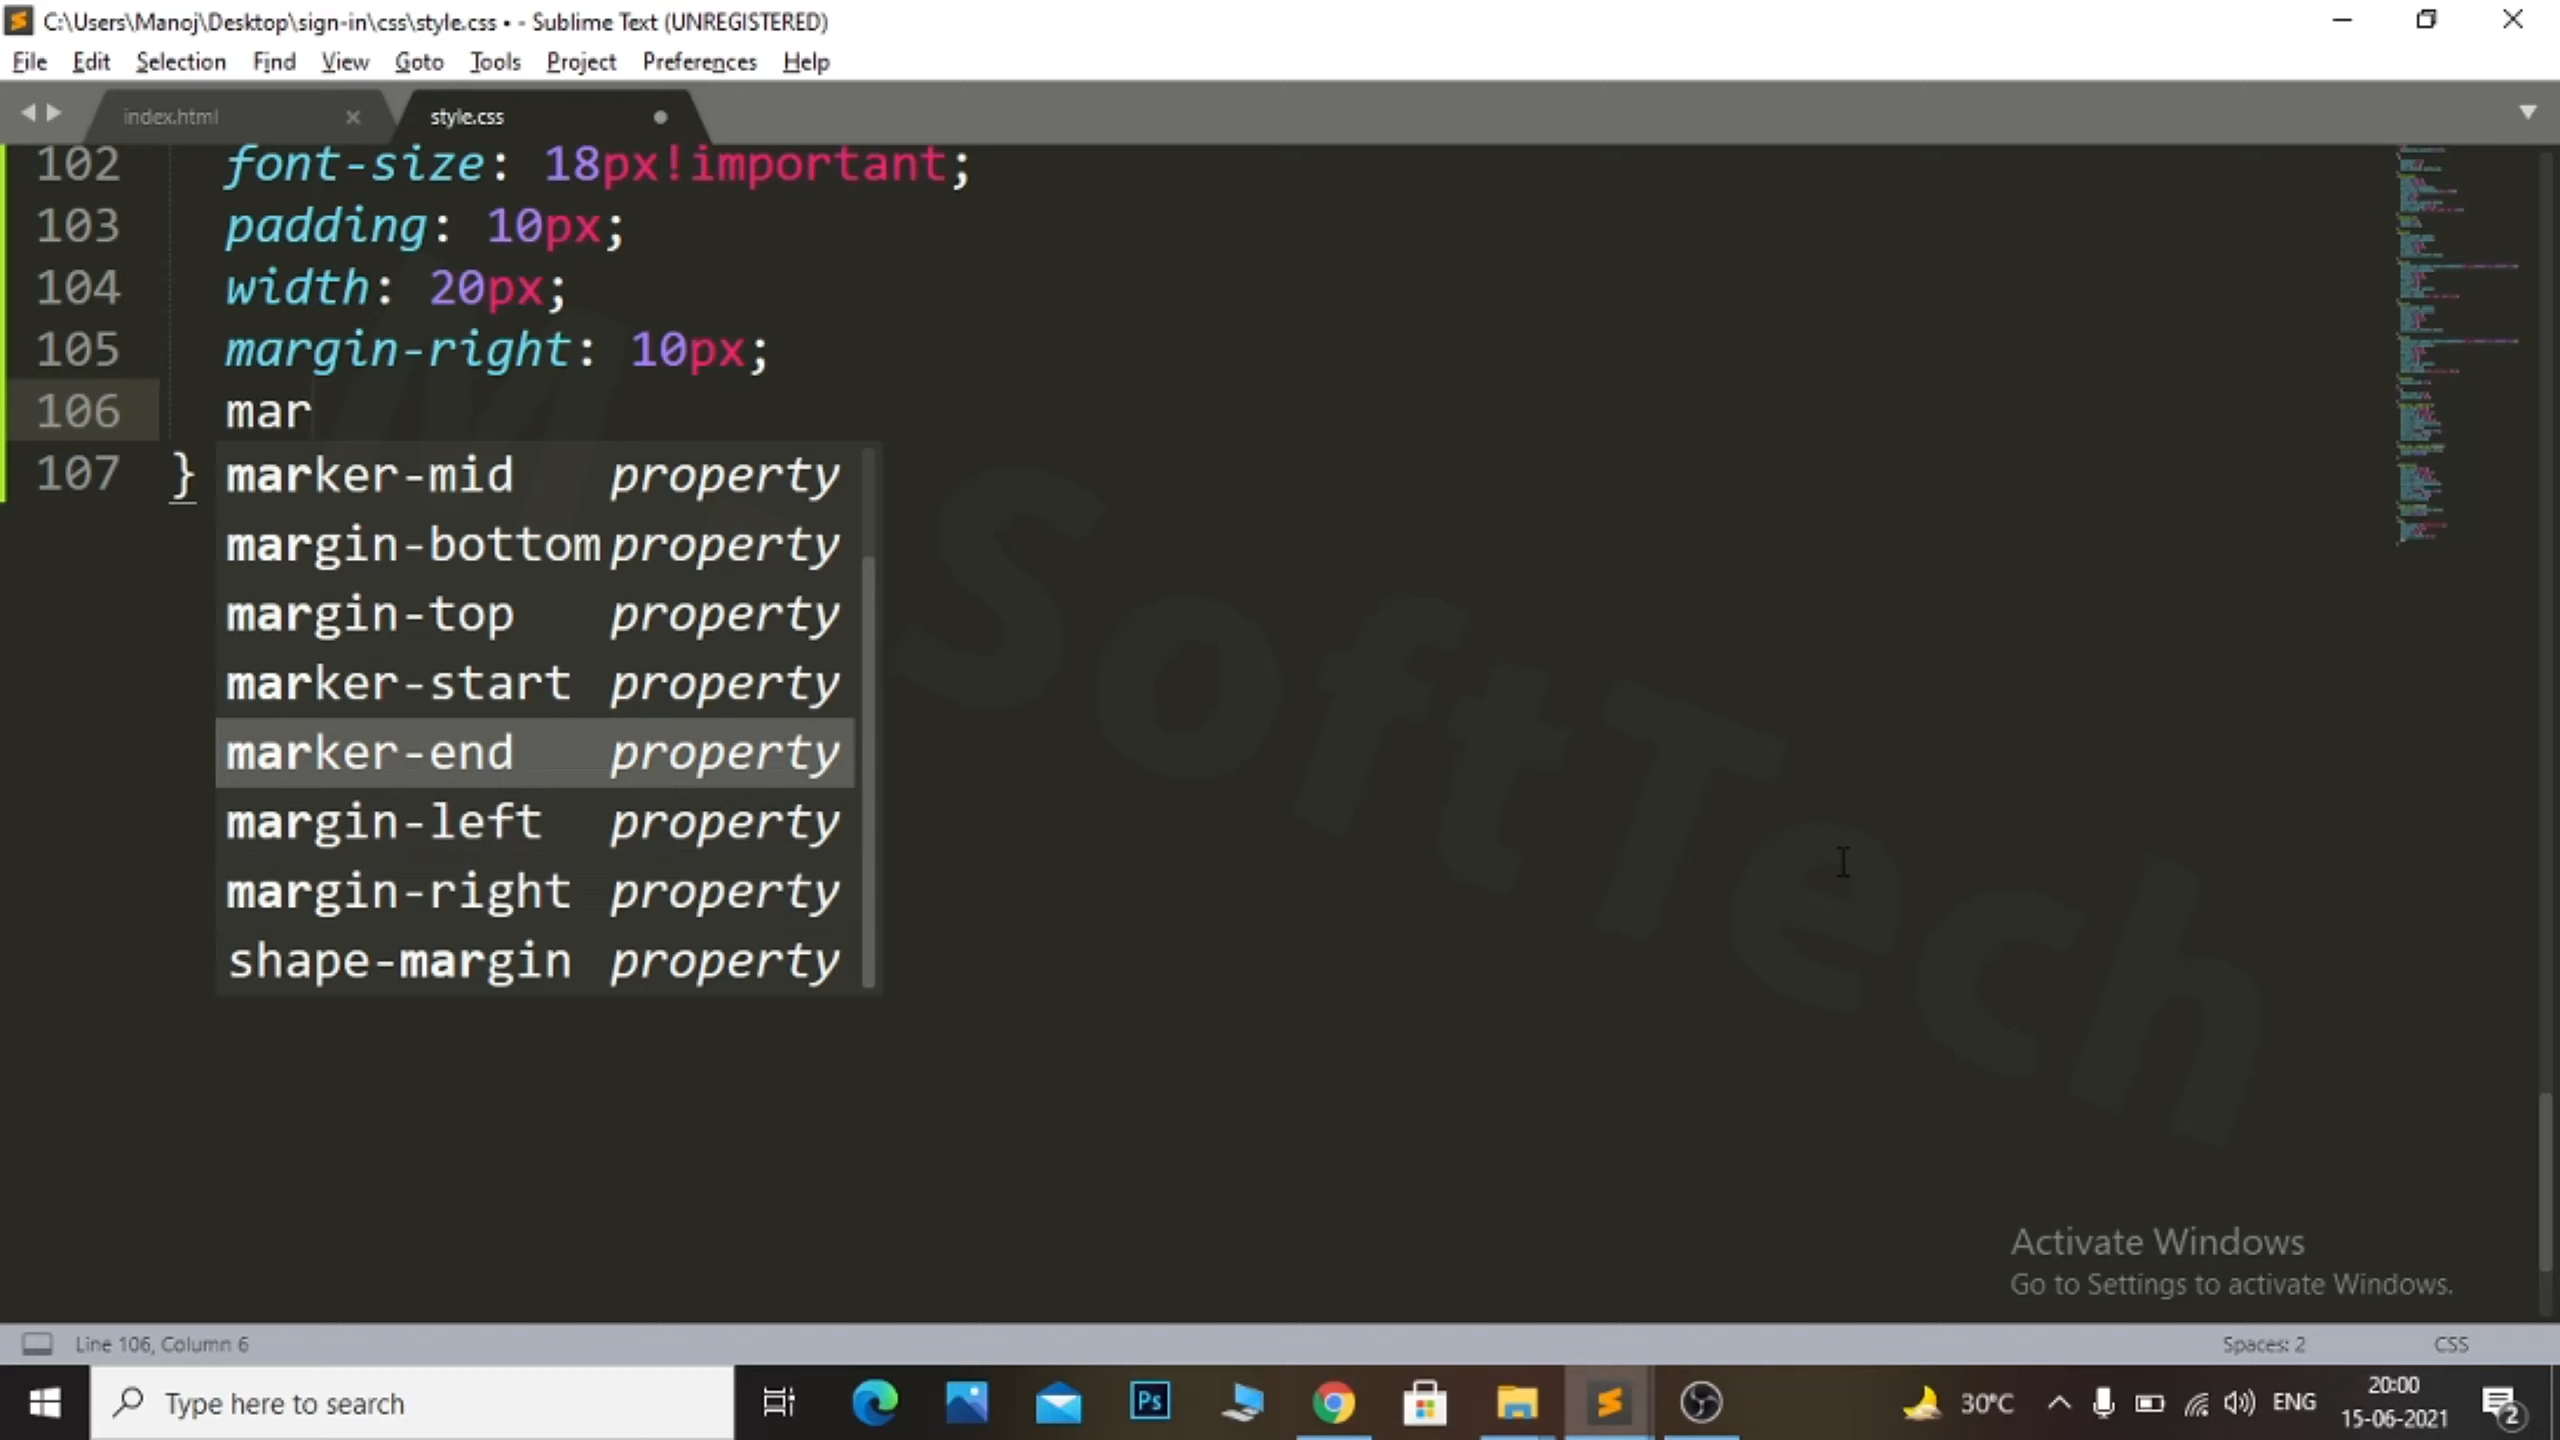 C:\Users\Manoj\Desktop\sign-in\css\style.css • - Sublime Text (UNREGISTERED)
File Edit Selection Find View Goto Tools Project Preferences Help
index.html style.css
102 font-size: 18px!important;
103 padding: 10px;
104 width: 20px;
105 margin-right: 10px;
106 mar
107 }
marker-mid property
margin-bottom property
margin-top property
marker-start property
marker-end property
margin-left property
margin-right property
shape-margin property
M SoftTech
Activate Windows
Go to Settings to activate Windows.
Line 106, Column 6 Spaces: 2 CSS
Type here to search
Ps
30°C
ENG
20:00
15-06-2021
2